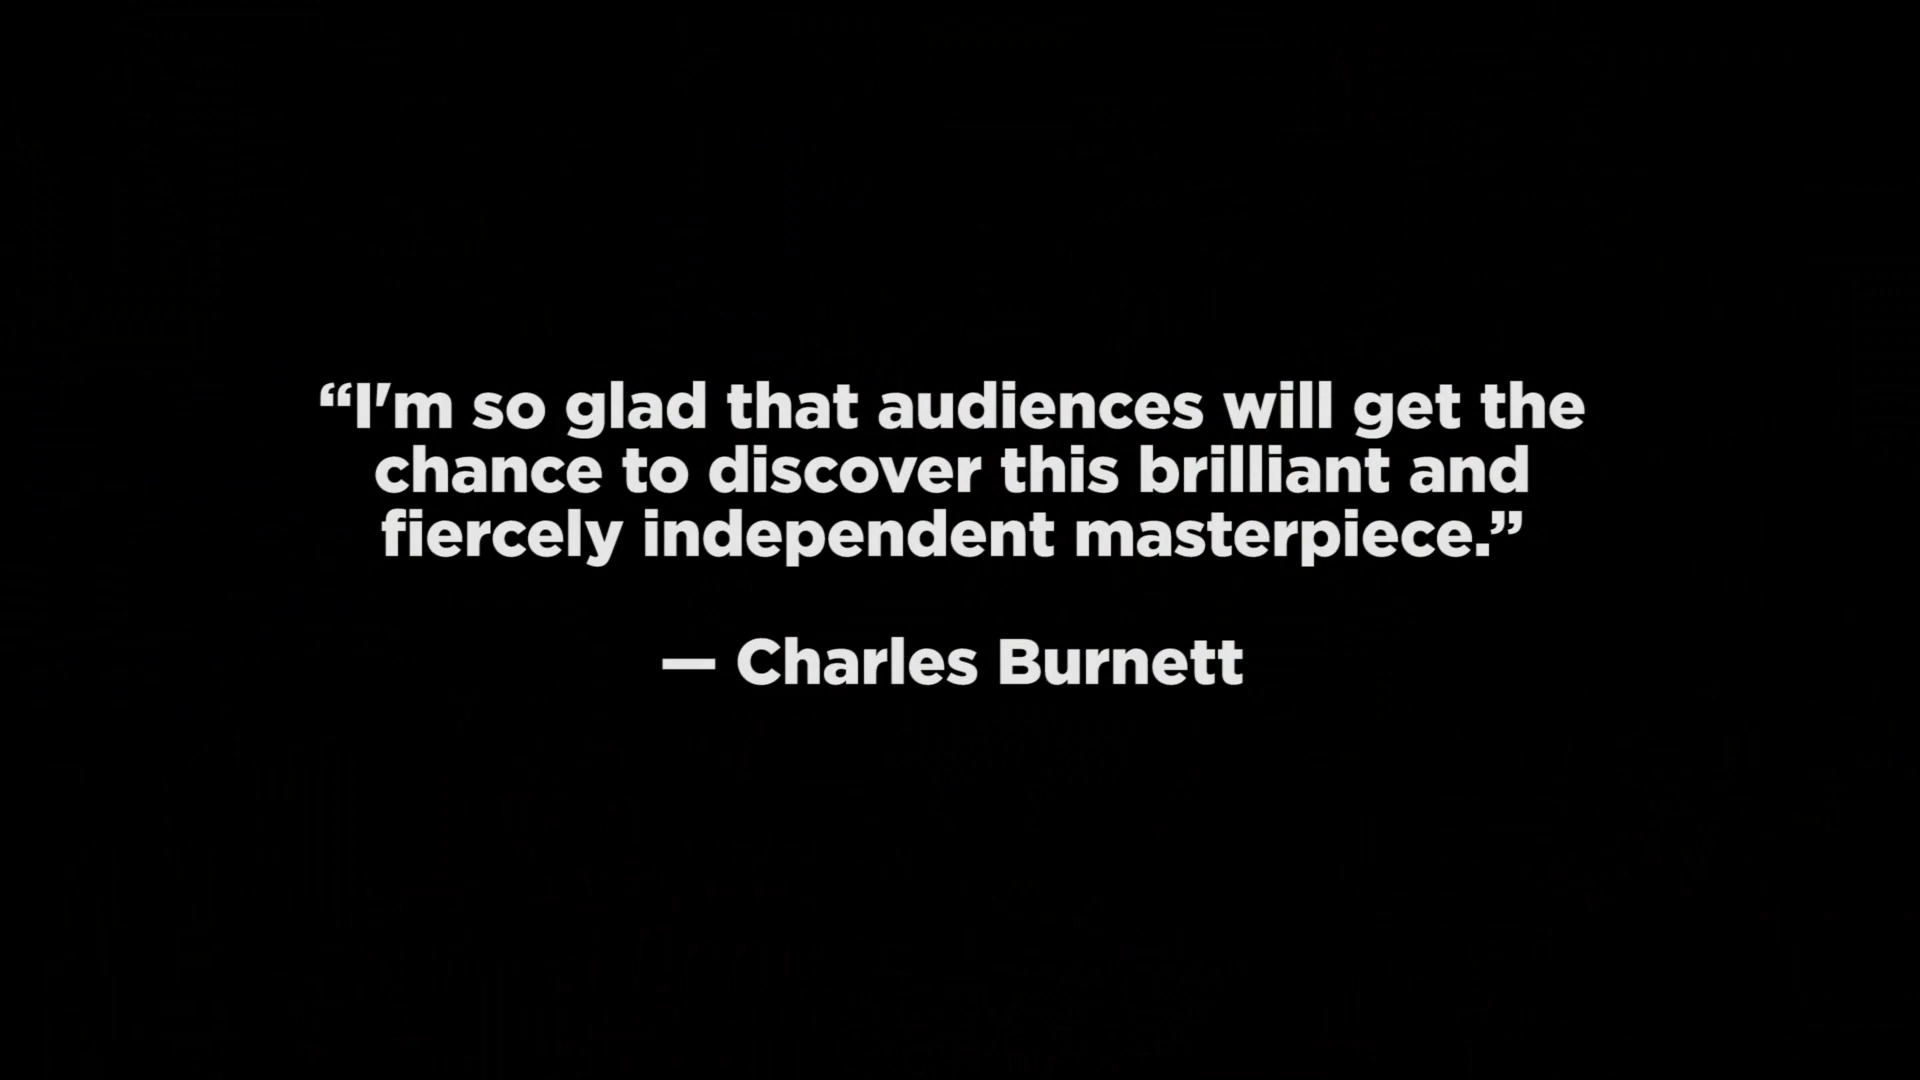 “I'm so glad that audiences will get the
chance to discover this brilliant and
fiercely independent masterpiece.”
— Charles Burnett